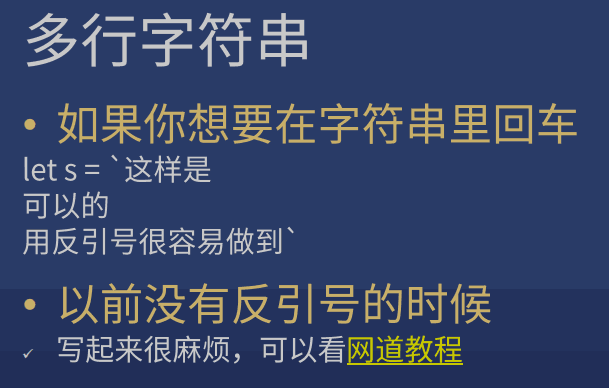 多行字符串
• 如果你想要在字符串里回车
let s = `这样是
可以的
用反引号很容易做到`
• 以前没有反引号的时候
✓ 写起来很麻烦，可以看网道教程